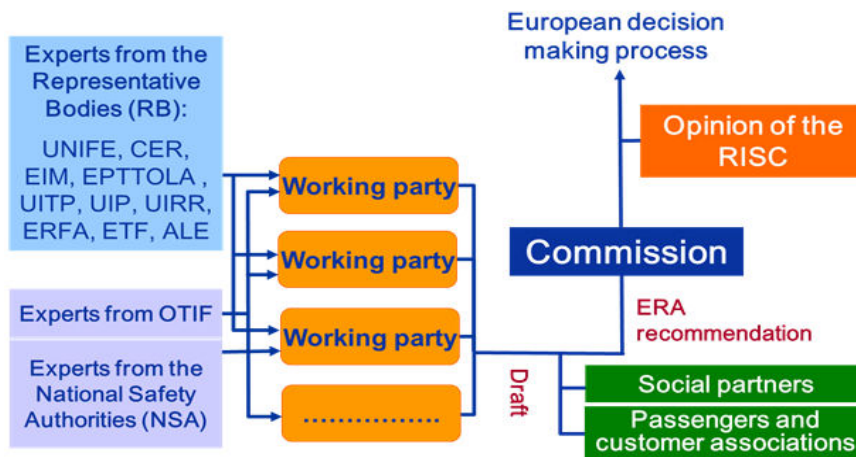 Experts from the
Representative
Bodies (RB):
UNIFE, CER,
EIM, EPTTOLA ,
UITP, UIP, UIRR,
ERFA, ETF, ALE
Experts from OTIF
Experts from the
National Safety
Authorities (NSA)
Working party
Working party
Working party
................
Draft
European decision
making process
Opinion of the
RISC
Commission
ERA
recommendation
Social partners
Passengers and
customer associations